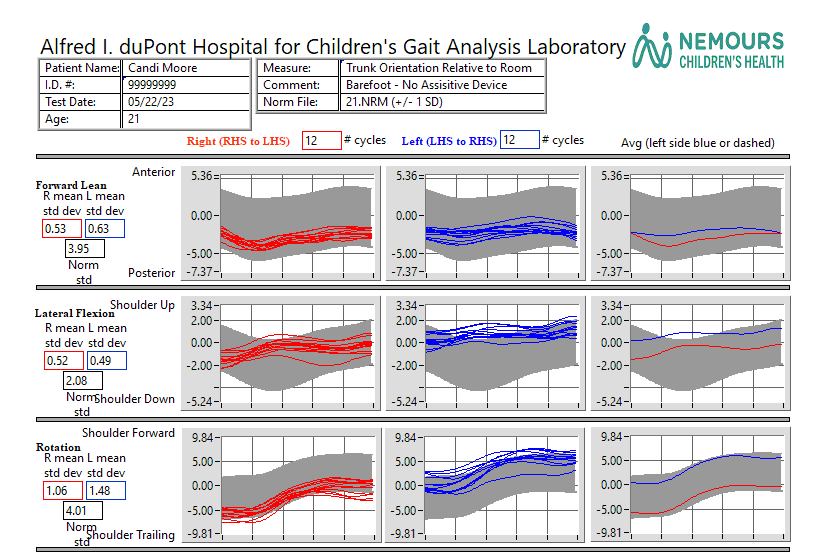 Alfred I. duPont Hospital for Children's Gait Analysis Laboratory
NEMOURS
CHILDREN'S HEALTH
Patient Name: Candi Moore
I.D. #: 99999999
Test Date: 05/22/23
Age: 21
Measure: Trunk Orientation Relative to Room
Comment: Barefoot - No Assisitive Device
Norm File: 21.NRM (+/- 1 SD)
Right (RHS to LHS) 12 # cycles Left (LHS to RHS) 12 # cycles Avg (left side blue or dashed)
Anterior
Forward Lean
R mean L mean
std dev std dev
0.53 0.63
3.95
Norm
std
Posterior
5.36
0.00
-5.00
-7.37
5.36
0.00
-5.00
-7.37
5.36
0.00
-5.00
-7.37
Shoulder Up
Lateral Flexion
R mean L mean
std dev std dev
0.52 0.49
2.08
Norm
std
Shoulder Down
3.34
2.00
0.00
-2.00
-5.24
3.34
2.00
0.00
-2.00
-5.24
3.34
2.00
0.00
-2.00
-5.24
Shoulder Forward
Rotation
R mean L mean
std dev std dev
1.06 1.48
4.01
Norm
std
Shoulder Trailing
9.84
5.00
0.00
-5.00
-9.81
9.84
5.00
0.00
-5.00
-9.81
9.84
5.00
0.00
-5.00
-9.81